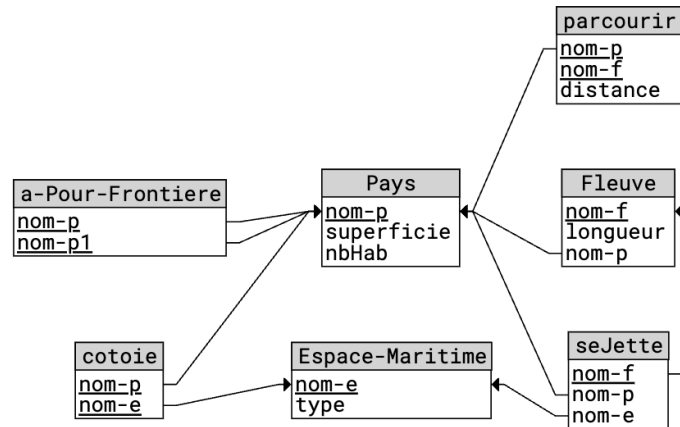 parcourir
nom-p
nom-f
distance
a-Pour-Frontiere
nom-p
nom-p1
Pays
nom-p
superficie
nbHab
Fleuve
nom-f
longueur
nom-p
cotoie
nom-p
nom-e
Espace-Maritime
nom-e
type
seJette
nom-f
nom-p
nom-e